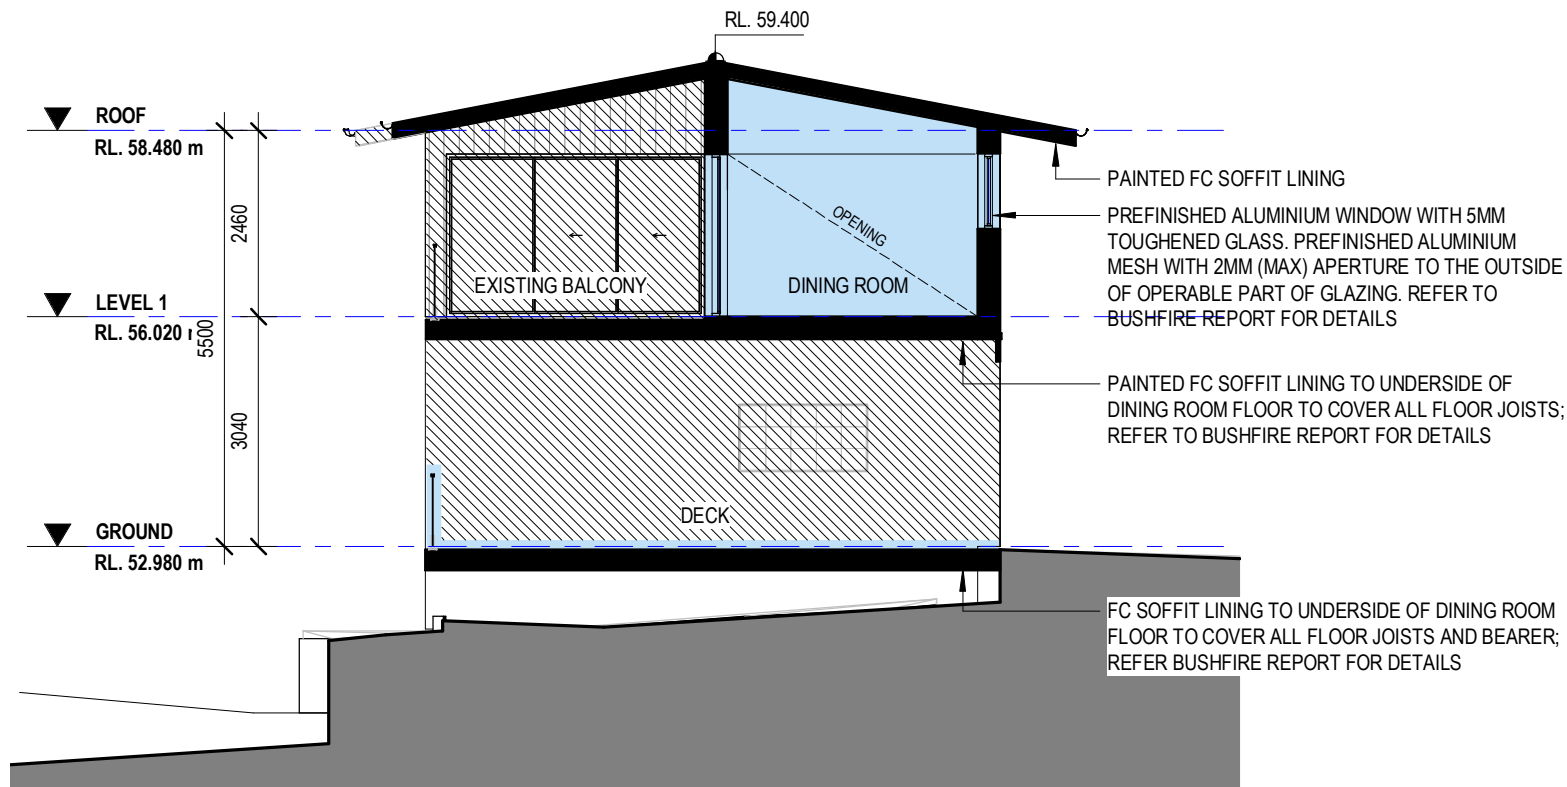 RL. 59.400
ROOF
RL. 58.480 m
2460
LEVEL 1
RL. 56.020
5500
3040
GROUND
RL. 52.980 m
OPENING
EXISTING BALCONY
DINING ROOM
DECK
PAINTED FC SOFFIT LINING
PREFINISHED ALUMINIUM WINDOW WITH 5MM
TOUGHENED GLASS. PREFINISHED ALUMINIUM
MESH WITH 2MM (MAX) APERTURE TO THE OUTSIDE
OF OPERABLE PART OF GLAZING. REFER TO
BUSHFIRE REPORT FOR DETAILS
PAINTED FC SOFFIT LINING TO UNDERSIDE OF
DINING ROOM FLOOR TO COVER ALL FLOOR JOISTS;
REFER TO BUSHFIRE REPORT FOR DETAILS
FC SOFFIT LINING TO UNDERSIDE OF DINING ROOM
FLOOR TO COVER ALL FLOOR JOISTS AND BEARER;
REFER BUSHFIRE REPORT FOR DETAILS